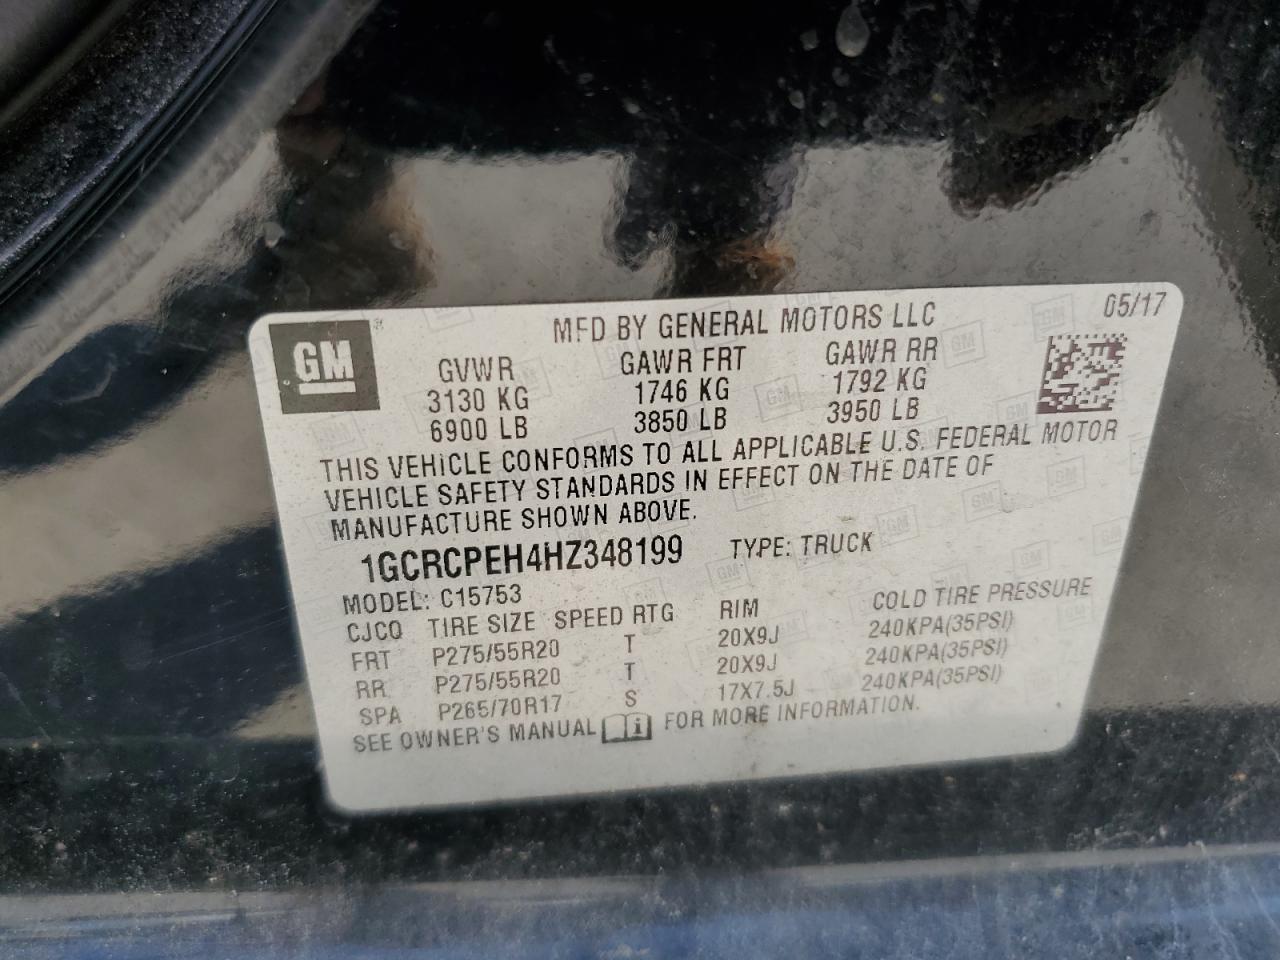 GM
MFD BY GENERAL MOTORS LLC 05/17
GVWR GAWR FRT GAWR RR
3130 KG 1746 KG 1792 KG
6900 LB 3850 LB 3950 LB
THIS VEHICLE CONFORMS TO ALL APPLICABLE U.S. FEDERAL MOTOR
VEHICLE SAFETY STANDARDS IN EFFECT ON THE DATE OF
MANUFACTURE SHOWN ABOVE.
1GCRCPEH4HZ348199 TYPE: TRUCK
MODEL: C15753
CJCQ TIRE SIZE SPEED RTG RIM COLD TIRE PRESSURE
FRT P275/55R20 T 20X9J 240KPA(35PSI)
RR P275/55R20 T 20X9J 240KPA(35PSI)
SPA P265/70R17 S 17X7.5J 240KPA(35PSI)
SEE OWNER'S MANUAL FOR MORE INFORMATION.